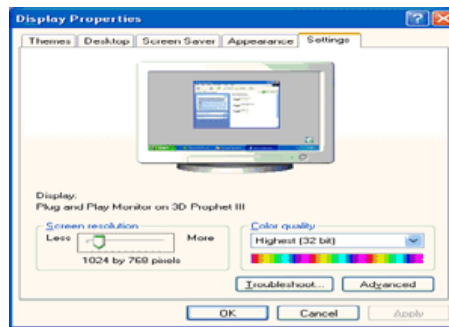 Display Properties
Themes Desktop Screen Saver Appearance Settings
Display:
Plug and Play Monitor on 3D Prophet III
Screen resolution
Less More
1024 by 768 pixels
Color quality
Highest (32 bit)
Troubleshoot... Advanced
OK Cancel Apply